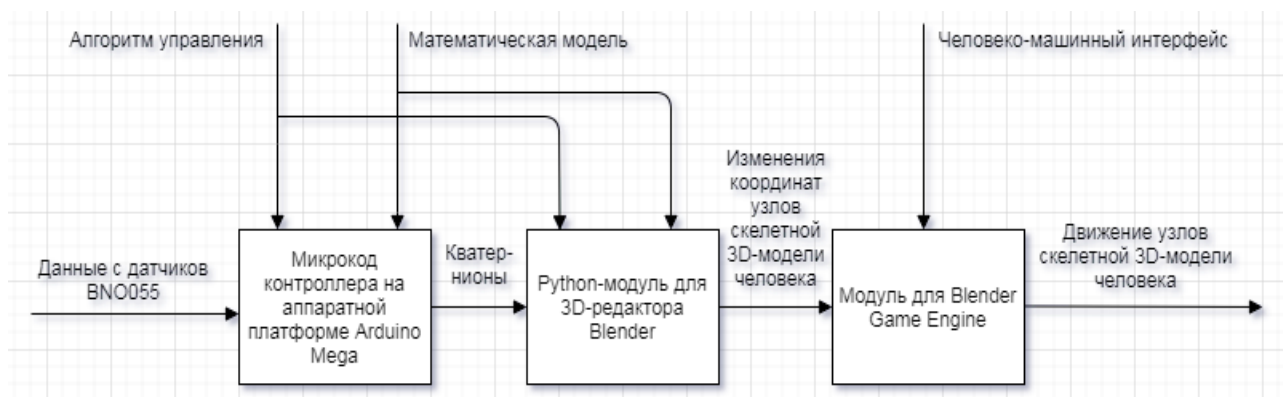 Алгоритм управления
Математическая модель
Человеко-машинный интерфейс
Данные с датчиков
BNO055
Микрокод
контроллера на
аппаратной
платформе Arduino
Mega
Кватер-
нионы
Python-модуль для
3D-редактора
Blender
Изменения
координат
узлов
скелетной
3D-модели
человека
Модуль для Blender
Game Engine
Движение узлов
скелетной 3D-модели
человека